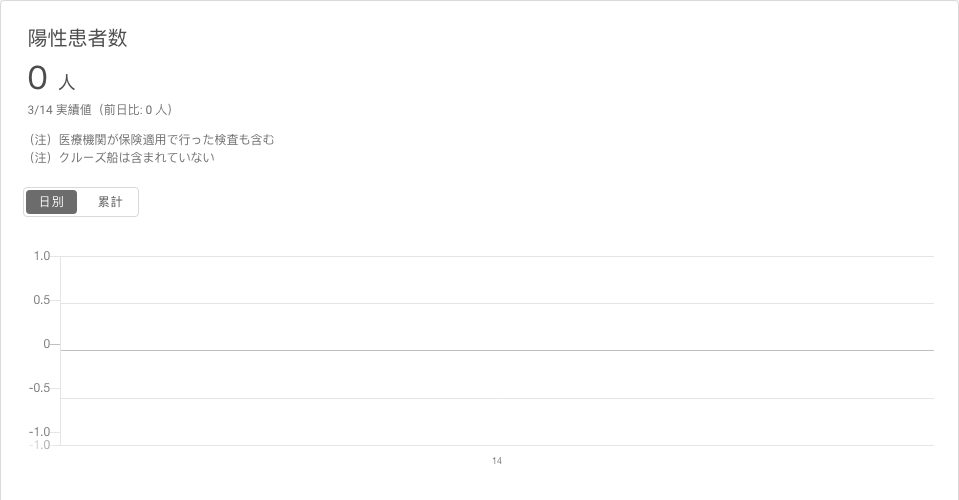 陽性患者数
0 人
3/14 実績値（前日比: 0 人）
（注）医療機関が保険適用で行った検査も含む
（注）クルーズ船は含まれていない
日別 累計
1.0
0.5
0
-0.5
-1.0
-1.0
14